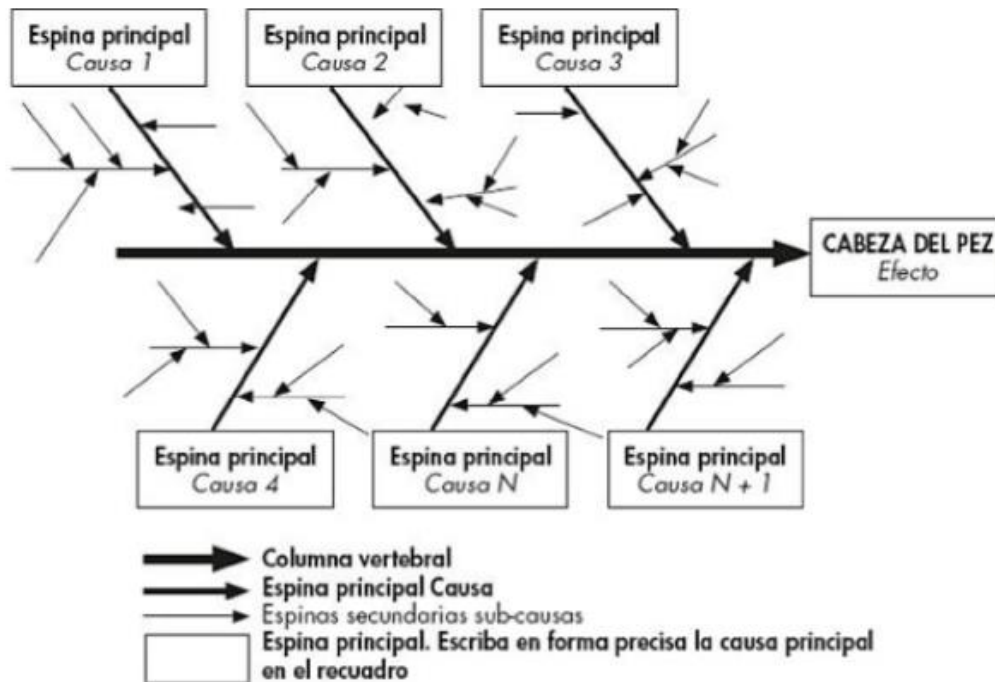 Espina principal
Causa 1
Espina principal
Causa 2
Espina principal
Causa 3
CABEZA DEL PEZ
Efecto
Espina principal
Causa 4
Espina principal
Causa N
Espina principal
Causa N + 1
Columna vertebral
Espina principal Causa
Espinas secundarias sub-causas
Espina principal. Escriba en forma precisa la causa principal
en el recuadro